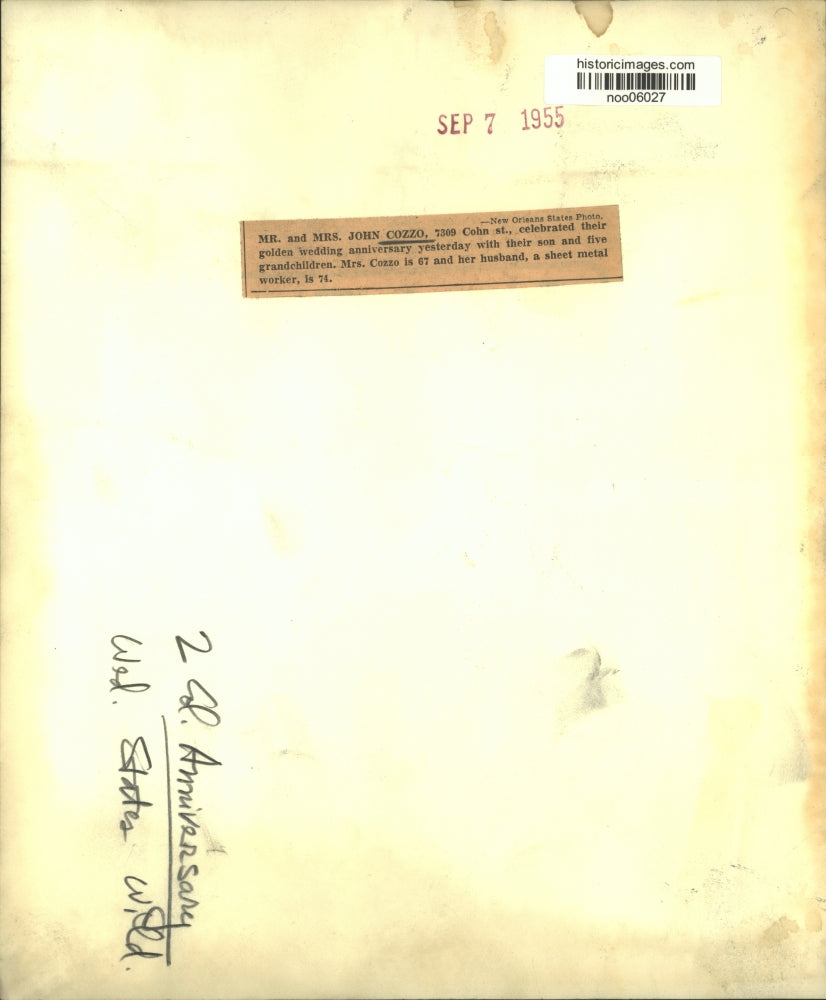 historicimages.com
noo06027
SEP 7 1955
—New Orleans States Photo.
MR. and MRS. JOHN COZZO, 7309 Cohn st., celebrated their
golden wedding anniversary yesterday with their son and five
grandchildren. Mrs. Cozzo is 67 and her husband, a sheet metal
worker, is 74.
2 Col. Anniversary
Wed. States